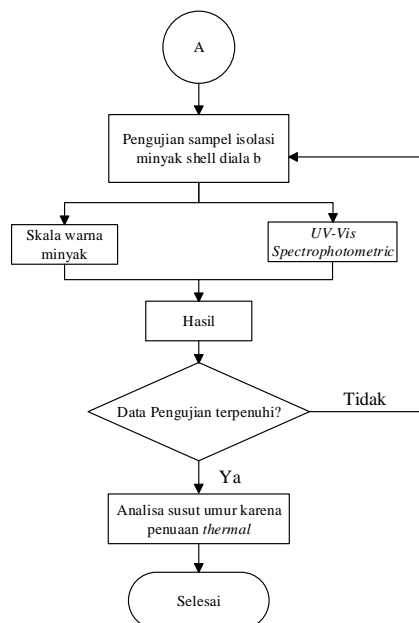 A
Pengujian sampel isolasi
minyak shell diala b
Skala warna
minyak
UV-Vis
Spectrophotometric
Hasil
Data Pengujian terpenuhi?
Tidak
Ya
Analisa susut umur karena
penuaan thermal
Selesai